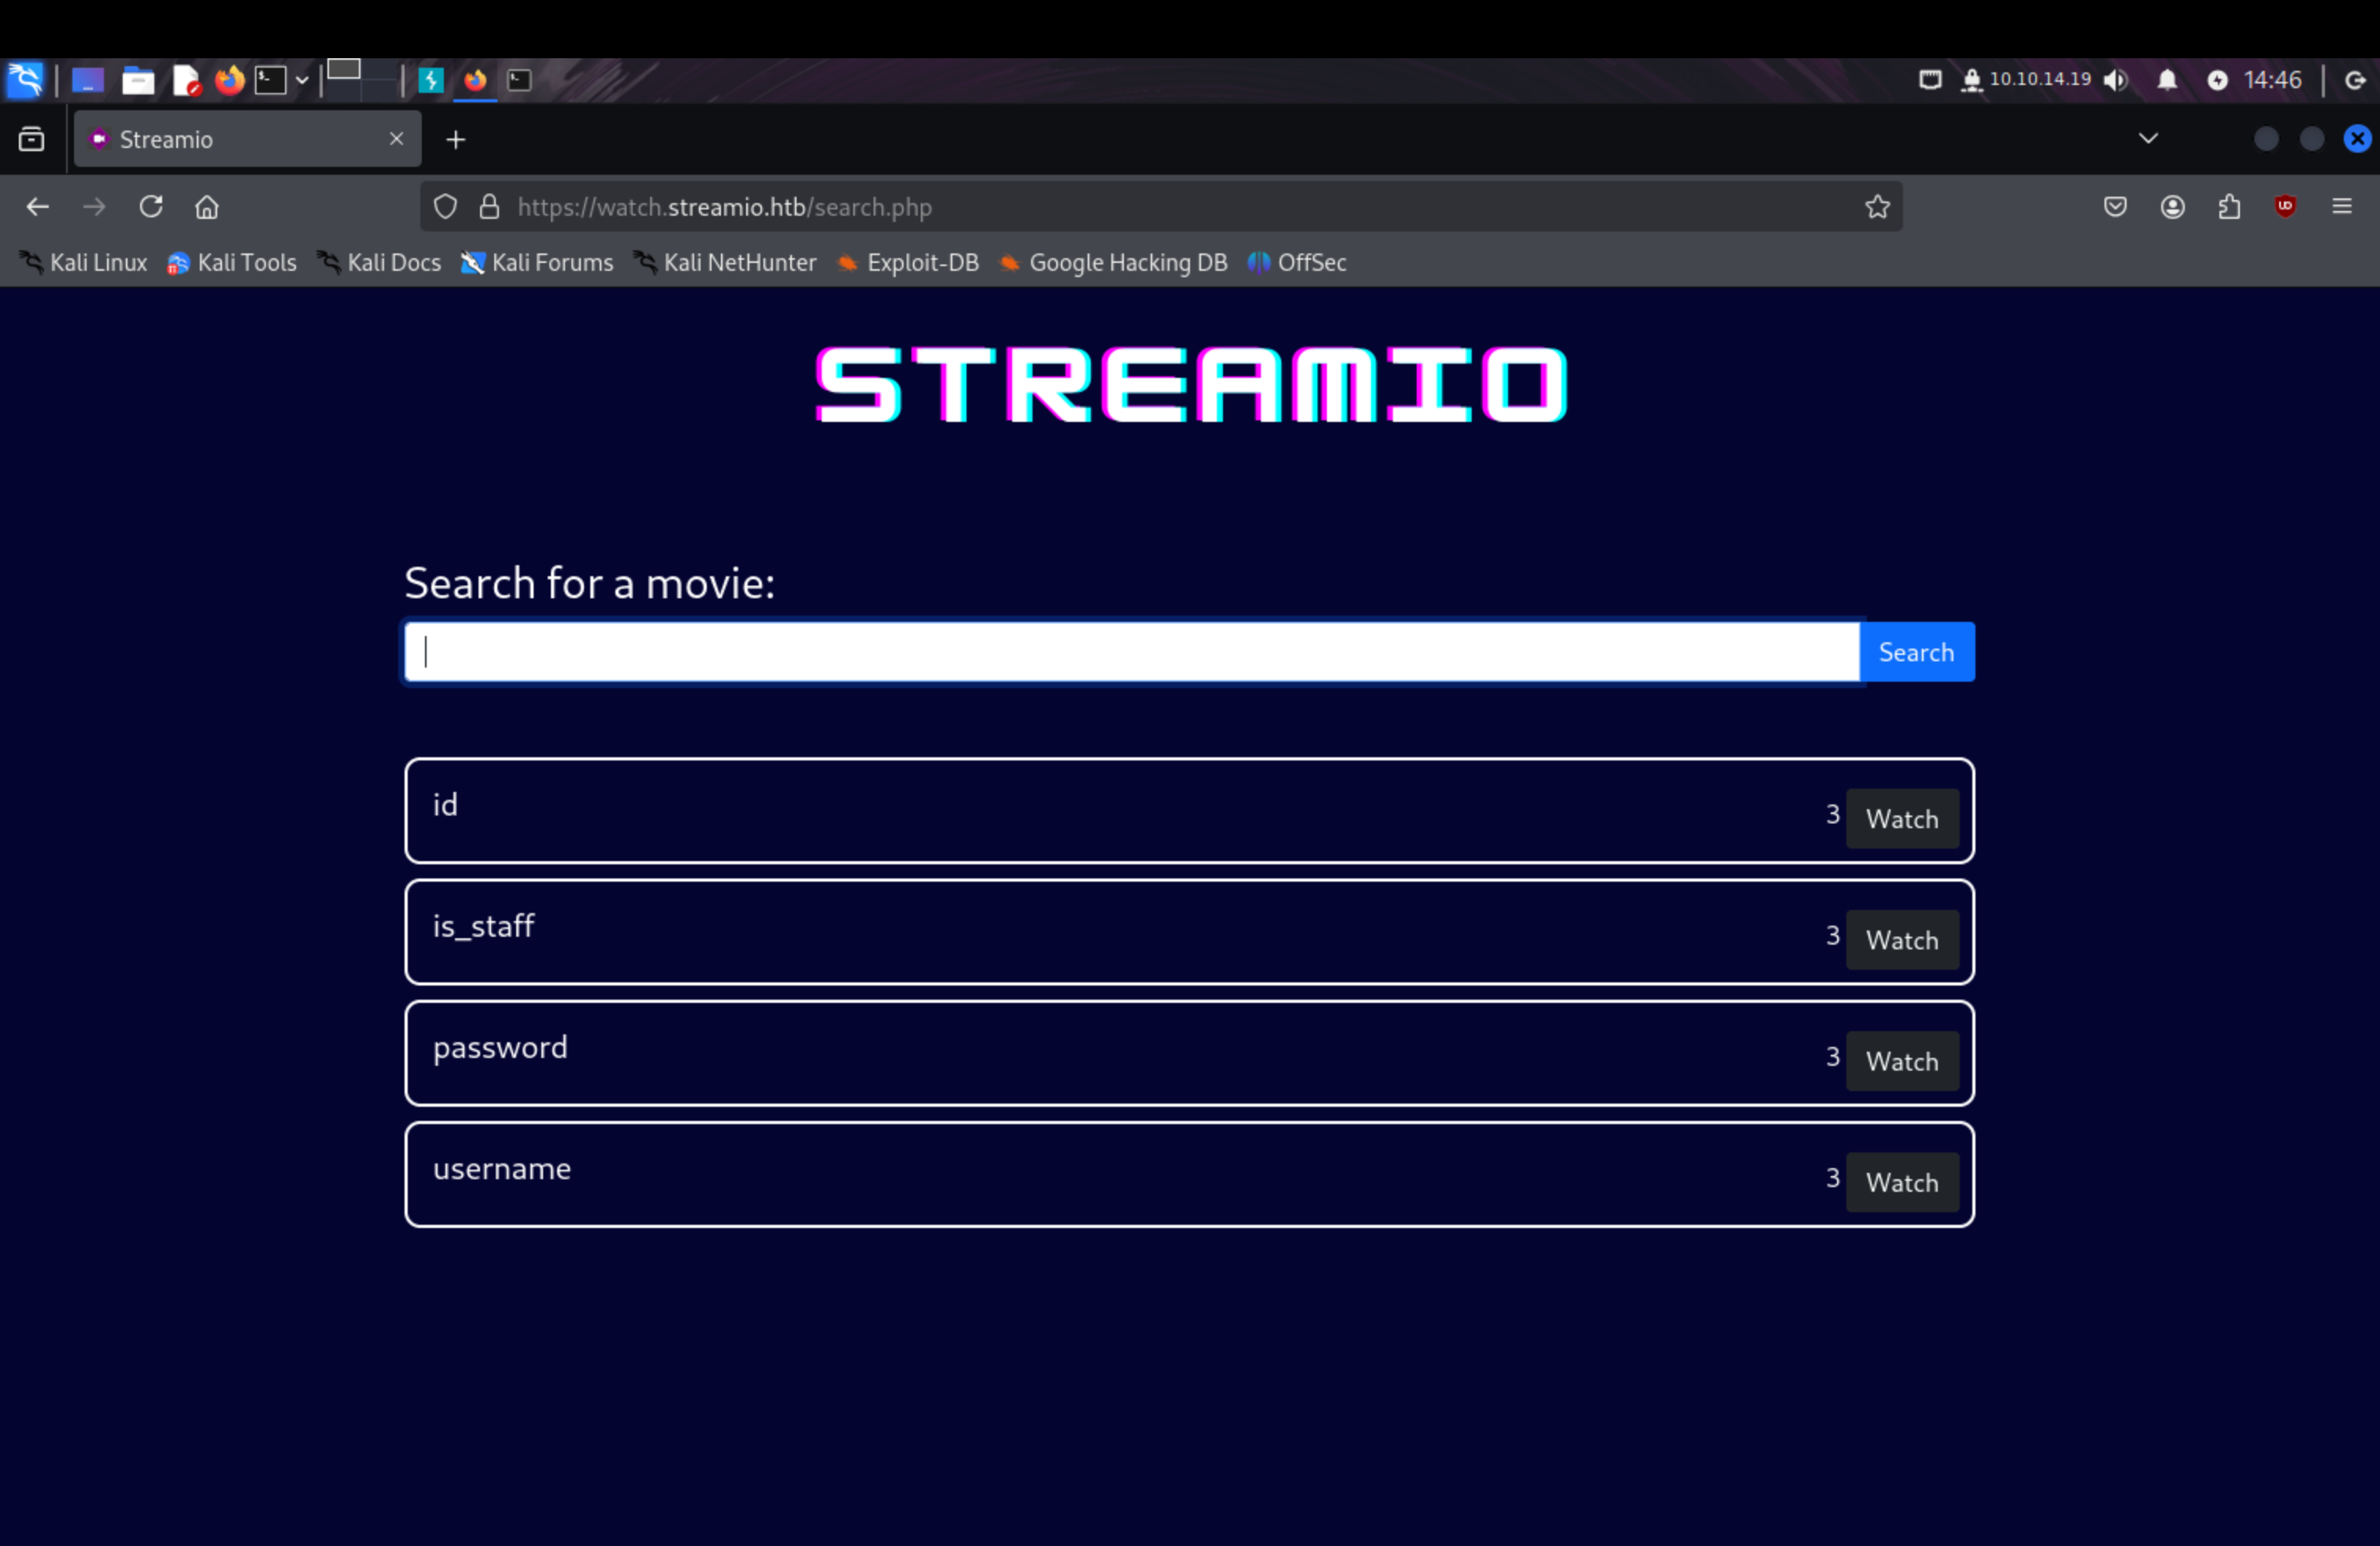 10.10.14.19 14:46
Streamio
https://watch.streamio.htb/search.php
Kali Linux Kali Tools Kali Docs Kali Forums Kali NetHunter Exploit-DB Google Hacking DB OffSec
STREAMIO
Search for a movie:
Search
id 3 Watch
is_staff 3 Watch
password 3 Watch
username 3 Watch